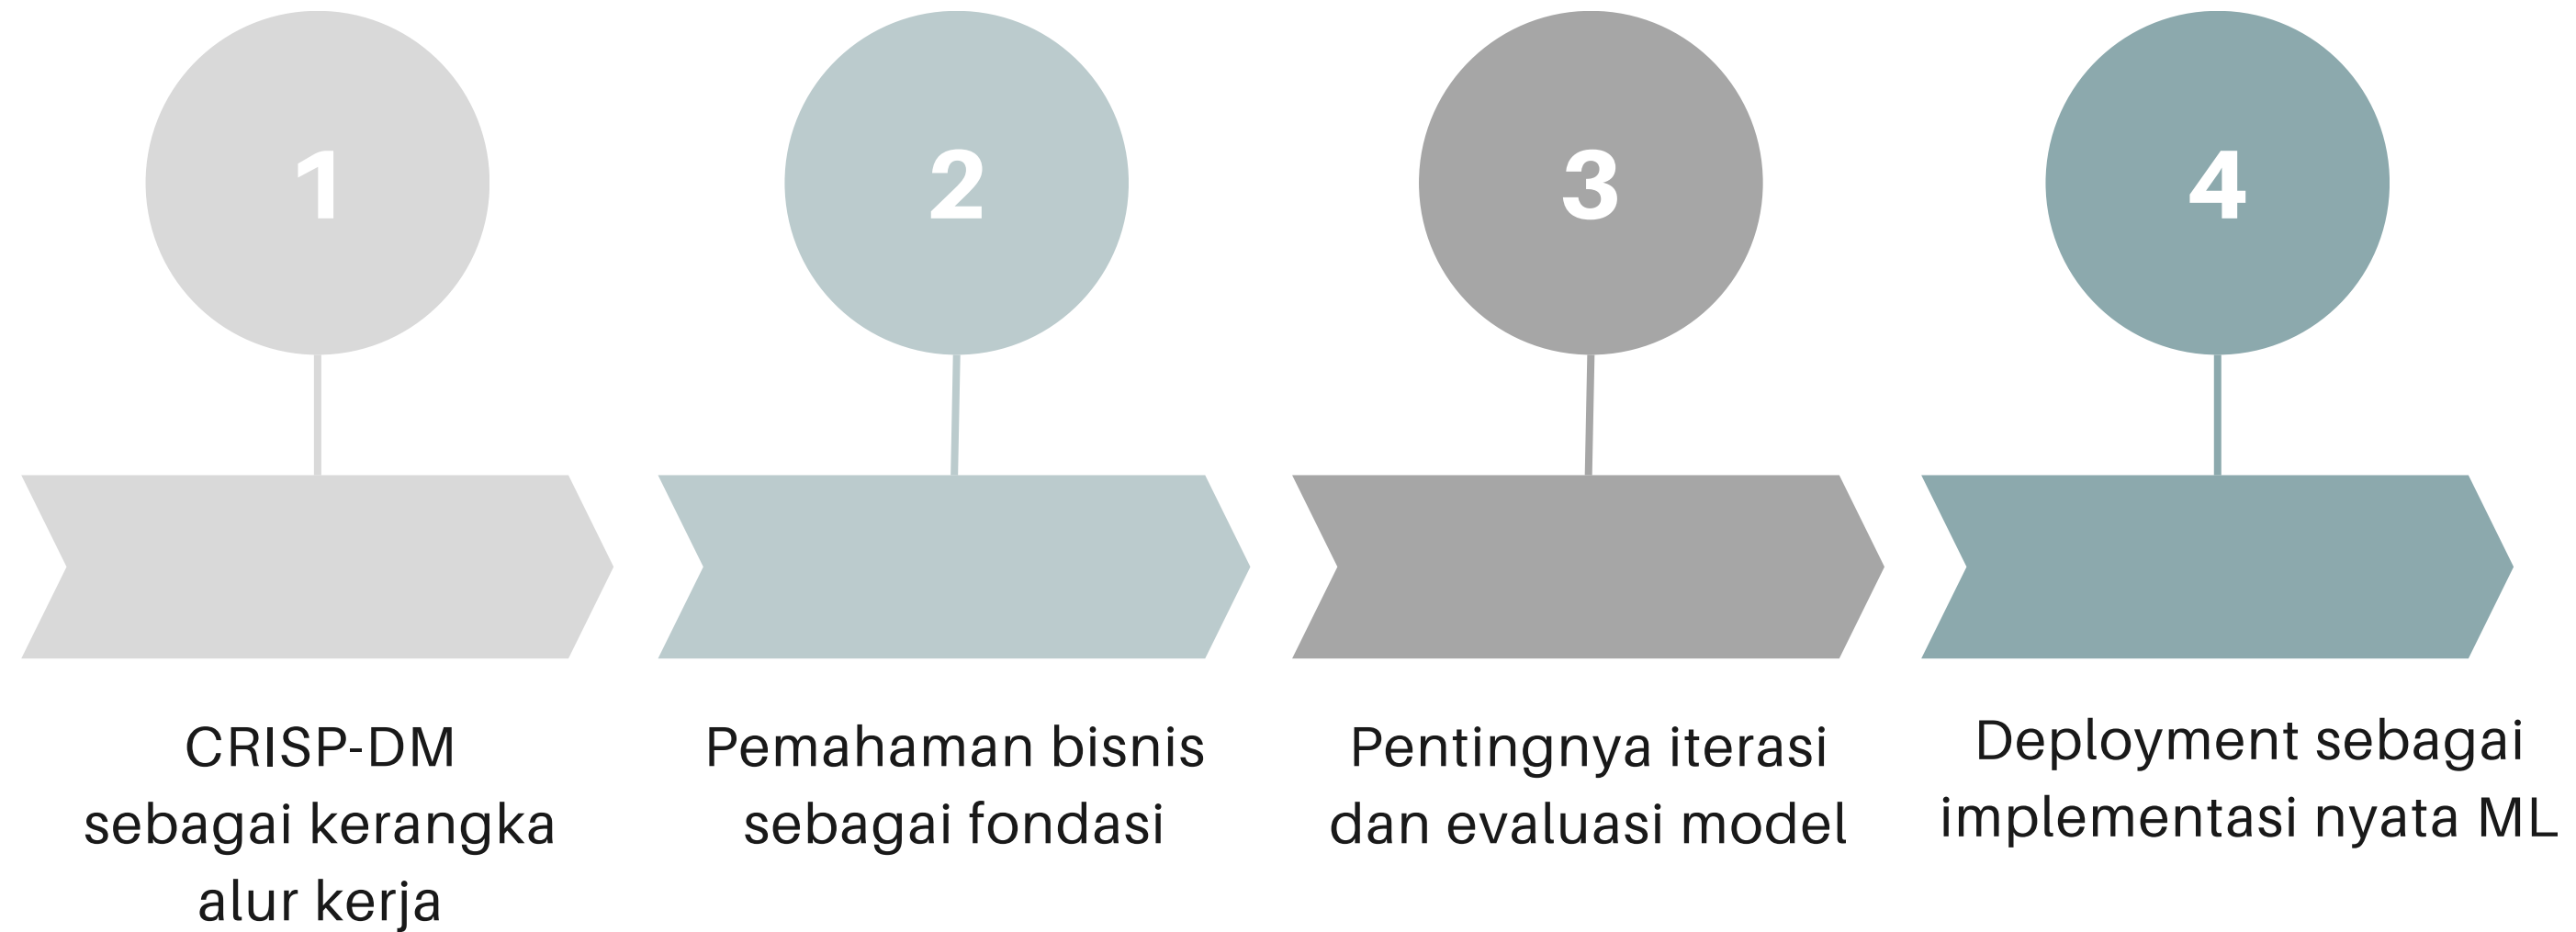 1
2
3
4
CRISP-DM
sebagai kerangka
alur kerja
Pemahaman bisnis
sebagai fondasi
Pentingnya iterasi
dan evaluasi model
Deployment sebagai
implementasi nyata ML